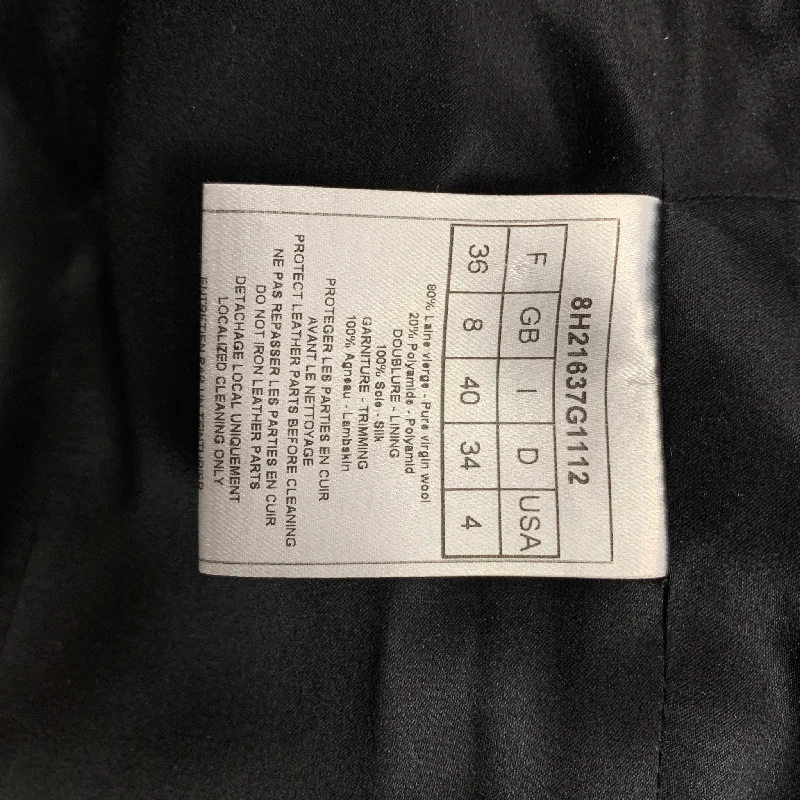 8H21637G1112
F GB I D USA
36 8 40 34 4
80% Laine vierge - Pure virgin wool
20% Polyamide - Polyamid
DOUBLURE - LINING
100% Soie - Silk
GARNITURE - TRIMMING
100% Agneau - Lambskin
PROTEGER LES PARTIES EN CUIR
AVANT LE NETTOYAGE
PROTECT LEATHER PARTS BEFORE CLEANING
NE PAS REPASSER LES PARTIES EN CUIR
DO NOT IRON LEATHER PARTS
DETACHAGE LOCAL UNIQUEMENT
LOCALIZED CLEANING ONLY